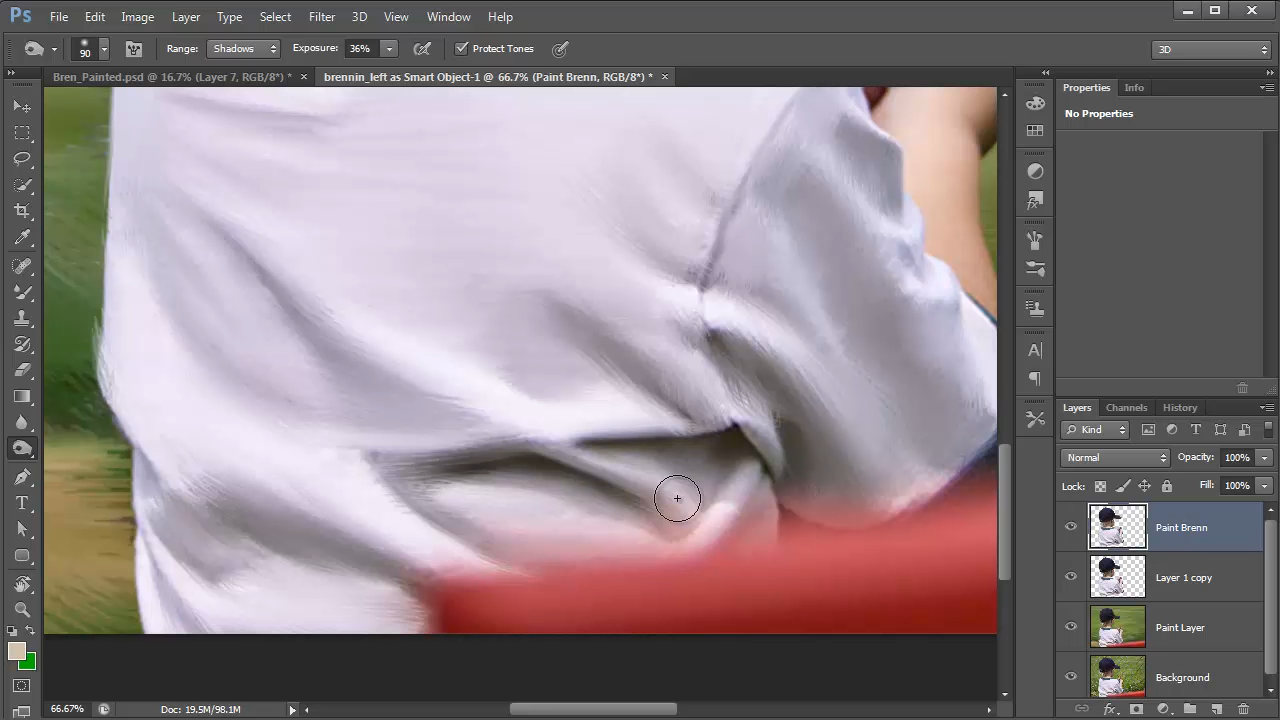 Ps File Edit Image Layer Type Select Filter 3D View Window Help
90 Range: Shadows Exposure: 36% Protect Tones 3D
Bren_Painted.psd @ 16.7% (Layer 7, RGB/8*) * × brennin_left as Smart Object-1 @ 66.7% (Paint Brenn, RGB/8*) * ×
Properties Info
No Properties
Layers Channels History
Kind
Normal Opacity: 100%
Lock: Fill: 100%
Paint Brenn
Layer 1 copy
Paint Layer
Background
66.67% Doc: 19.5M/98.1M